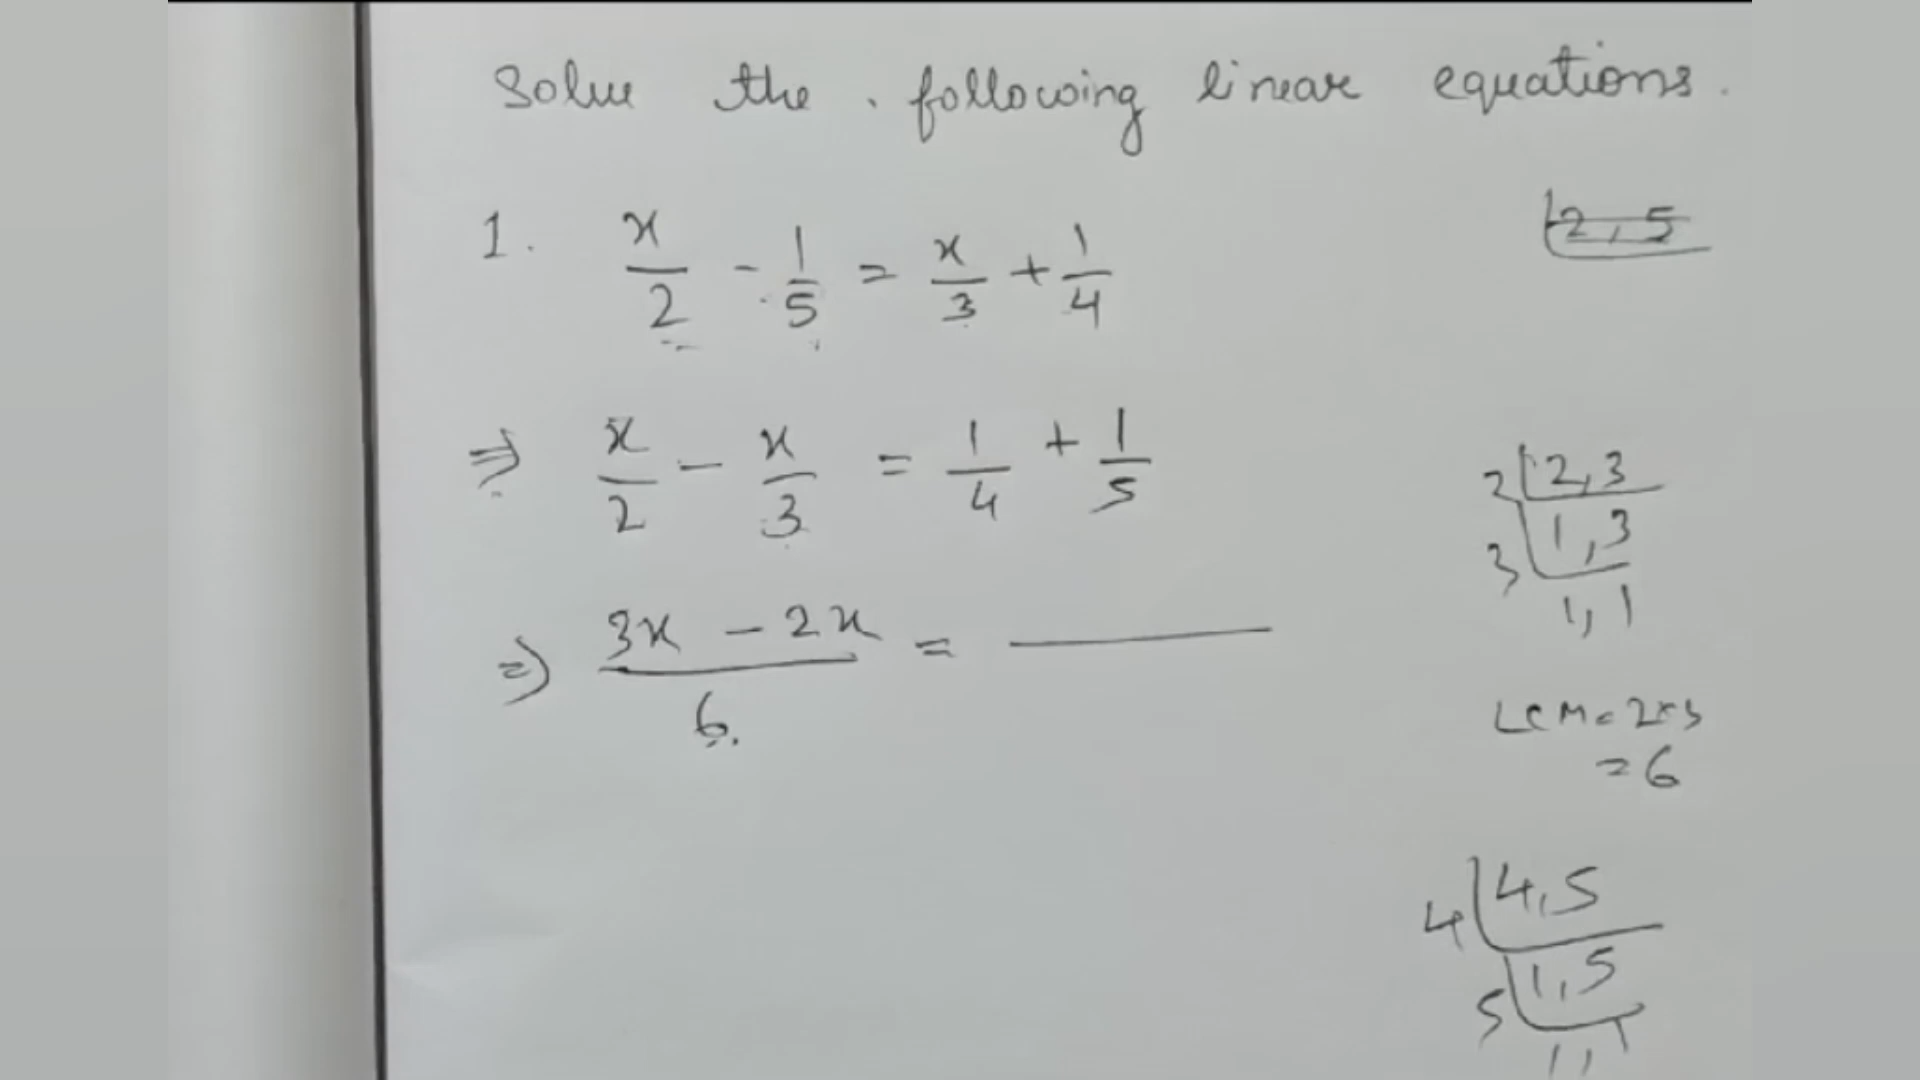 Solve the following linear equations.
1. x/2 - 1/5 = x/3 + 1/4
2, 5
⇒ x/2 - x/3 = 1/4 + 1/5
⇒ (3x - 2x)/6 =
2 | 2, 3
3 | 1, 3
1, 1
LCM = 2×3
= 6
4 | 4, 5
5 | 1, 5
1, 1